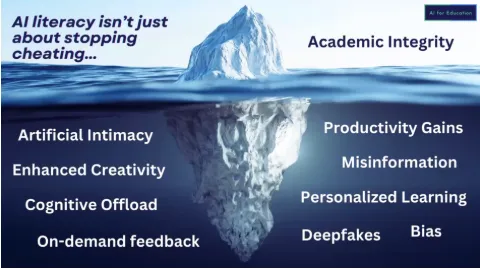 AI literacy isn't just
about stopping
cheating...
AI for Education
Academic Integrity
Artificial Intimacy
Productivity Gains
Enhanced Creativity
Misinformation
Cognitive Offload
Personalized Learning
On-demand feedback
Deepfakes
Bias